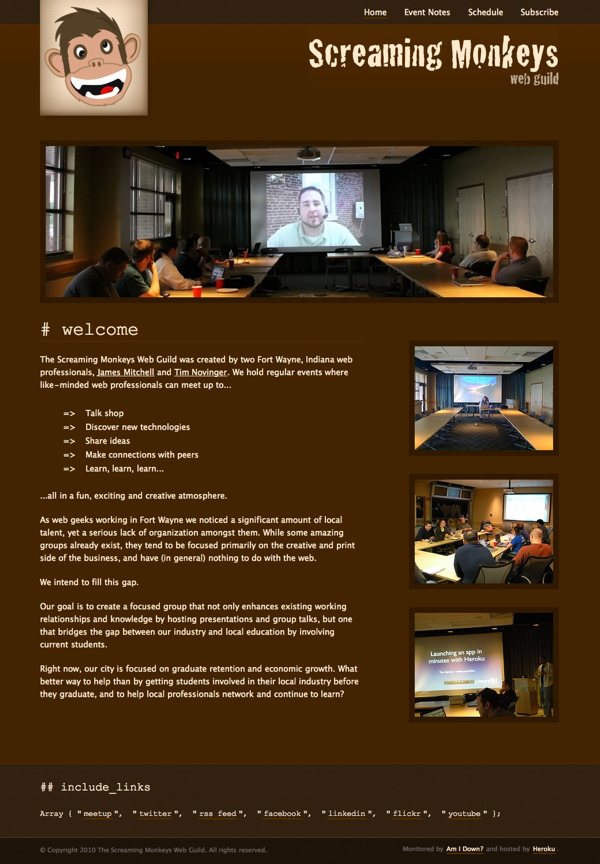 Home Event Notes Schedule Subscribe
Screaming Monkeys
web guild
# welcome
The Screaming Monkeys Web Guild was created by two Fort Wayne, Indiana web
professionals, James Mitchell and Tim Novinger. We hold regular events where
like-minded web professionals can meet up to...
=> Talk shop
=> Discover new technologies
=> Share ideas
=> Make connections with peers
=> Learn, learn, learn...
...all in a fun, exciting and creative atmosphere.
As web geeks working in Fort Wayne we noticed a significant amount of local
talent, yet a serious lack of organization amongst them. While some amazing
groups already exist, they tend to be focused primarily on the creative and print
side of the business, and have (in general) nothing to do with the web.
We intend to fill this gap.
Our goal is to create a focused group that not only enhances existing working
relationships and knowledge by hosting presentations and group talks, but one
that bridges the gap between our industry and local education by involving
current students.
Right now, our city is focused on graduate retention and economic growth. What
better way to help than by getting students involved in their local industry before
they graduate, and to help local professionals network and continue to learn?
Launching an app in
minutes with Heroku
## include_links
Array { "meetup", "twitter", "rss feed", "facebook", "linkedin", "flickr", "youtube" };
© Copyright 2010 The Screaming Monkeys Web Guild. All rights reserved.
Monitored by Am I Down? and hosted by Heroku.